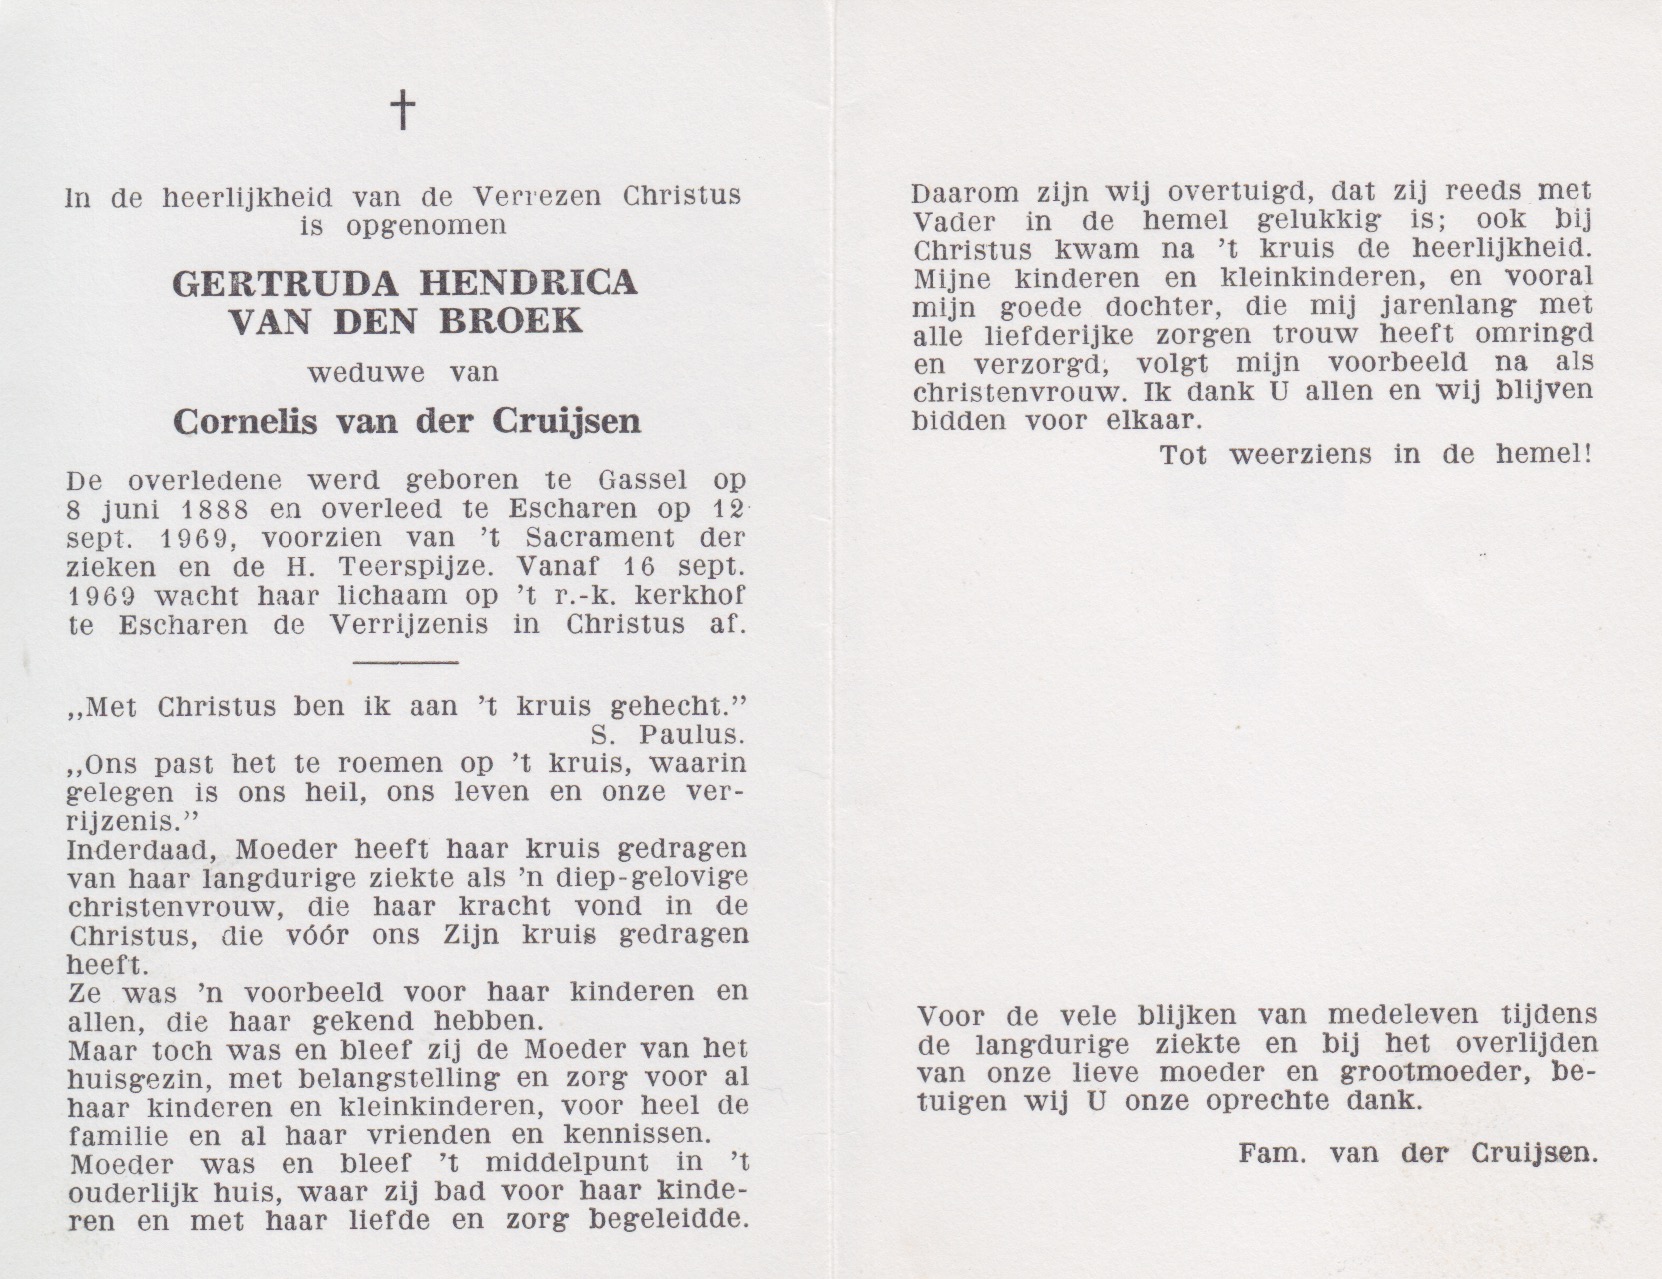 In de heerlijkheid van de Verrezen Christus
is opgenomen
GERTRUDA HENDRICA
VAN DEN BROEK
weduwe van
Cornelis van der Cruijsen
De overledene werd geboren te Gassel op
8 juni 1888 en overleed te Escharen op 12
sept. 1969, voorzien van 't Sacrament der
zieken en de H. Teerspijze. Vanaf 16 sept.
1969 wacht haar lichaam op 't r.-k. kerkhof
te Escharen de Verrijzenis in Christus af.
„Met Christus ben ik aan 't kruis gehecht.”
S. Paulus.
„Ons past het te roemen op 't kruis, waarin
gelegen is ons heil, ons leven en onze ver-
rijzenis.”
Inderdaad, Moeder heeft haar kruis gedragen
van haar langdurige ziekte als 'n diep-gelovige
christenvrouw, die haar kracht vond in de
Christus, die vóór ons Zijn kruis gedragen
heeft.
Ze was 'n voorbeeld voor haar kinderen en
allen, die haar gekend hebben.
Maar toch was en bleef zij de Moeder van het
huisgezin, met belangstelling en zorg voor al
haar kinderen en kleinkinderen, voor heel de
familie en al haar vrienden en kennissen.
Moeder was en bleef 't middelpunt in 't
ouderlijk huis, waar zij bad voor haar kinde-
ren en met haar liefde en zorg begeleidde.
Daarom zijn wij overtuigd, dat zij reeds met
Vader in de hemel gelukkig is; ook bij
Christus kwam na 't kruis de heerlijkheid.
Mijne kinderen en kleinkinderen, en vooral
mijn goede dochter, die mij jarenlang met
alle liefderijke zorgen trouw heeft omringd
en verzorgd, volgt mijn voorbeeld na als
christenvrouw. Ik dank U allen en wij blijven
bidden voor elkaar.
Tot weerziens in de hemel!
Voor de vele blijken van medeleven tijdens
de langdurige ziekte en bij het overlijden
van onze lieve moeder en grootmoeder, be-
tuigen wij U onze oprechte dank.
Fam. van der Cruijsen.